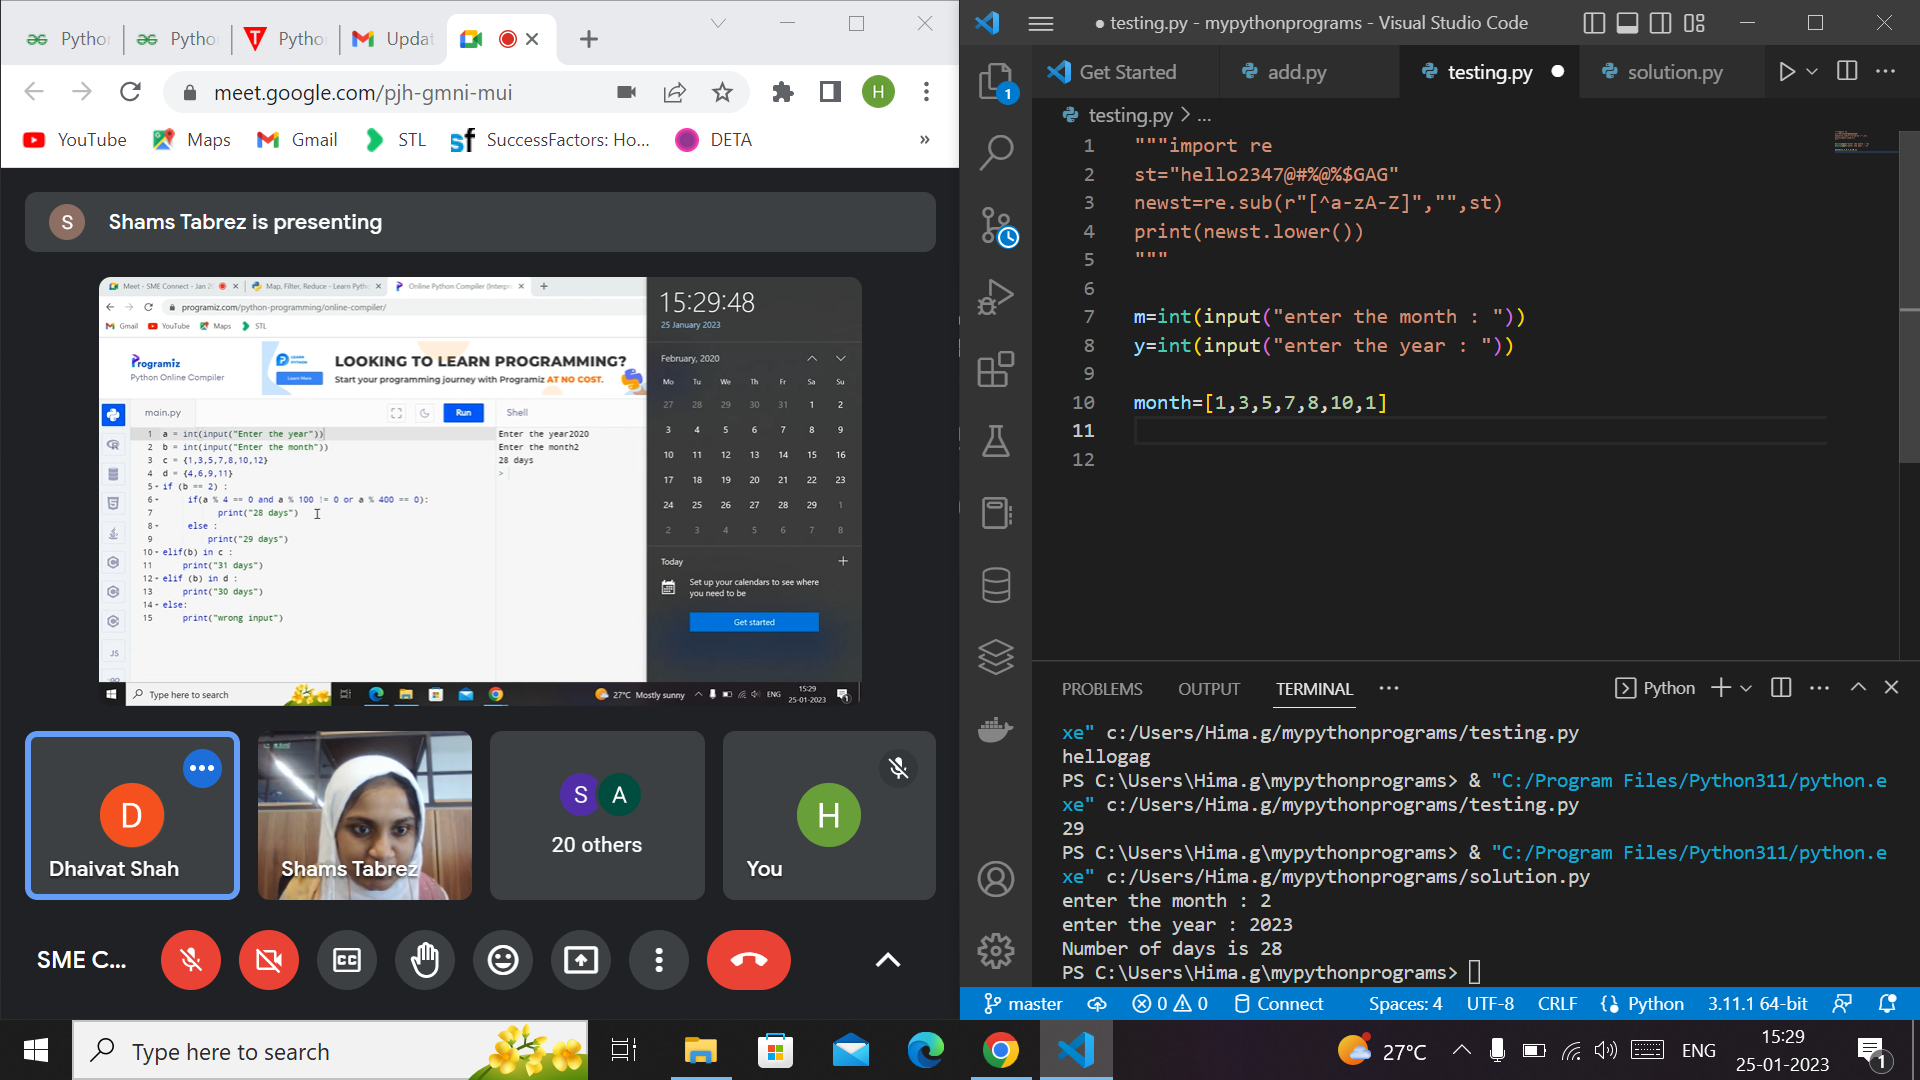 Pytho
Pytho
Pytho
Updat
meet.google.com/pjh-gmni-mui
H
YouTube
Maps
Gmail
STL
SuccessFactors: Ho...
DETA
»
S
Shams Tabrez is presenting
Meet - SME Connect - Jan 2
Map, Filter, Reduce - Learn Pyth
Online Python Compiler (Interpr
programiz.com/python-programming/online-compiler/
Gmail
YouTube
Maps
STL
Programiz
Python Online Compiler
LOOKING TO LEARN PROGRAMMING?
Start your programming journey with Programiz AT NO COST.
main.py
Run
Shell
1 a = int(input("Enter the year"))
2 b = int(input("Enter the month"))
3 c = {1,3,5,7,8,10,12}
4 d = {4,6,9,11}
5 if (b == 2) :
6 if(a % 4 == 0 and a % 100 != 0 or a % 400 == 0):
7 print("28 days")
8 else :
9 print("29 days")
10 elif(b) in c :
11 print("31 days")
12 elif (b) in d :
13 print("30 days")
14 else:
15 print("wrong input")
Enter the year2020
Enter the month2
28 days
>
JS
15:29:48
25 January 2023
February, 2020
Mo Tu We Th Fr Sa Su
27 28 29 30 31 1 2
3 4 5 6 7 8 9
10 11 12 13 14 15 16
17 18 19 20 21 22 23
24 25 26 27 28 29 1
2 3 4 5 6 7 8
Today
Set up your calendars to see where
you need to be
Get started
Type here to search
27°C Mostly sunny
ENG
15:29
25-01-2023
D
Dhaivat Shah
Shams Tabrez
S A
20 others
H
You
SME C...
CC
testing.py - mypythonprograms - Visual Studio Code
Get Started
add.py
testing.py
solution.py
1
testing.py > ...
1 """import re
2 st="hello2347@#%@%$GAG"
3 newst=re.sub(r"[^a-zA-Z]","",st)
4 print(newst.lower())
5 """
6
7 m=int(input("enter the month : "))
8 y=int(input("enter the year : "))
9
10 month=[1,3,5,7,8,10,1]
11
12
PROBLEMS
OUTPUT
TERMINAL
Python
xe" c:/Users/Hima.g/mypythonprograms/testing.py
hellogag
PS C:\Users\Hima.g\mypythonprograms> & "C:/Program Files/Python311/python.e
xe" c:/Users/Hima.g/mypythonprograms/testing.py
29
PS C:\Users\Hima.g\mypythonprograms> & "C:/Program Files/Python311/python.e
xe" c:/Users/Hima.g/mypythonprograms/solution.py
enter the month : 2
enter the year : 2023
Number of days is 28
PS C:\Users\Hima.g\mypythonprograms>
master
0
0
Connect
Spaces: 4
UTF-8
CRLF
Python
3.11.1 64-bit
Type here to search
27°C
ENG
15:29
25-01-2023
1